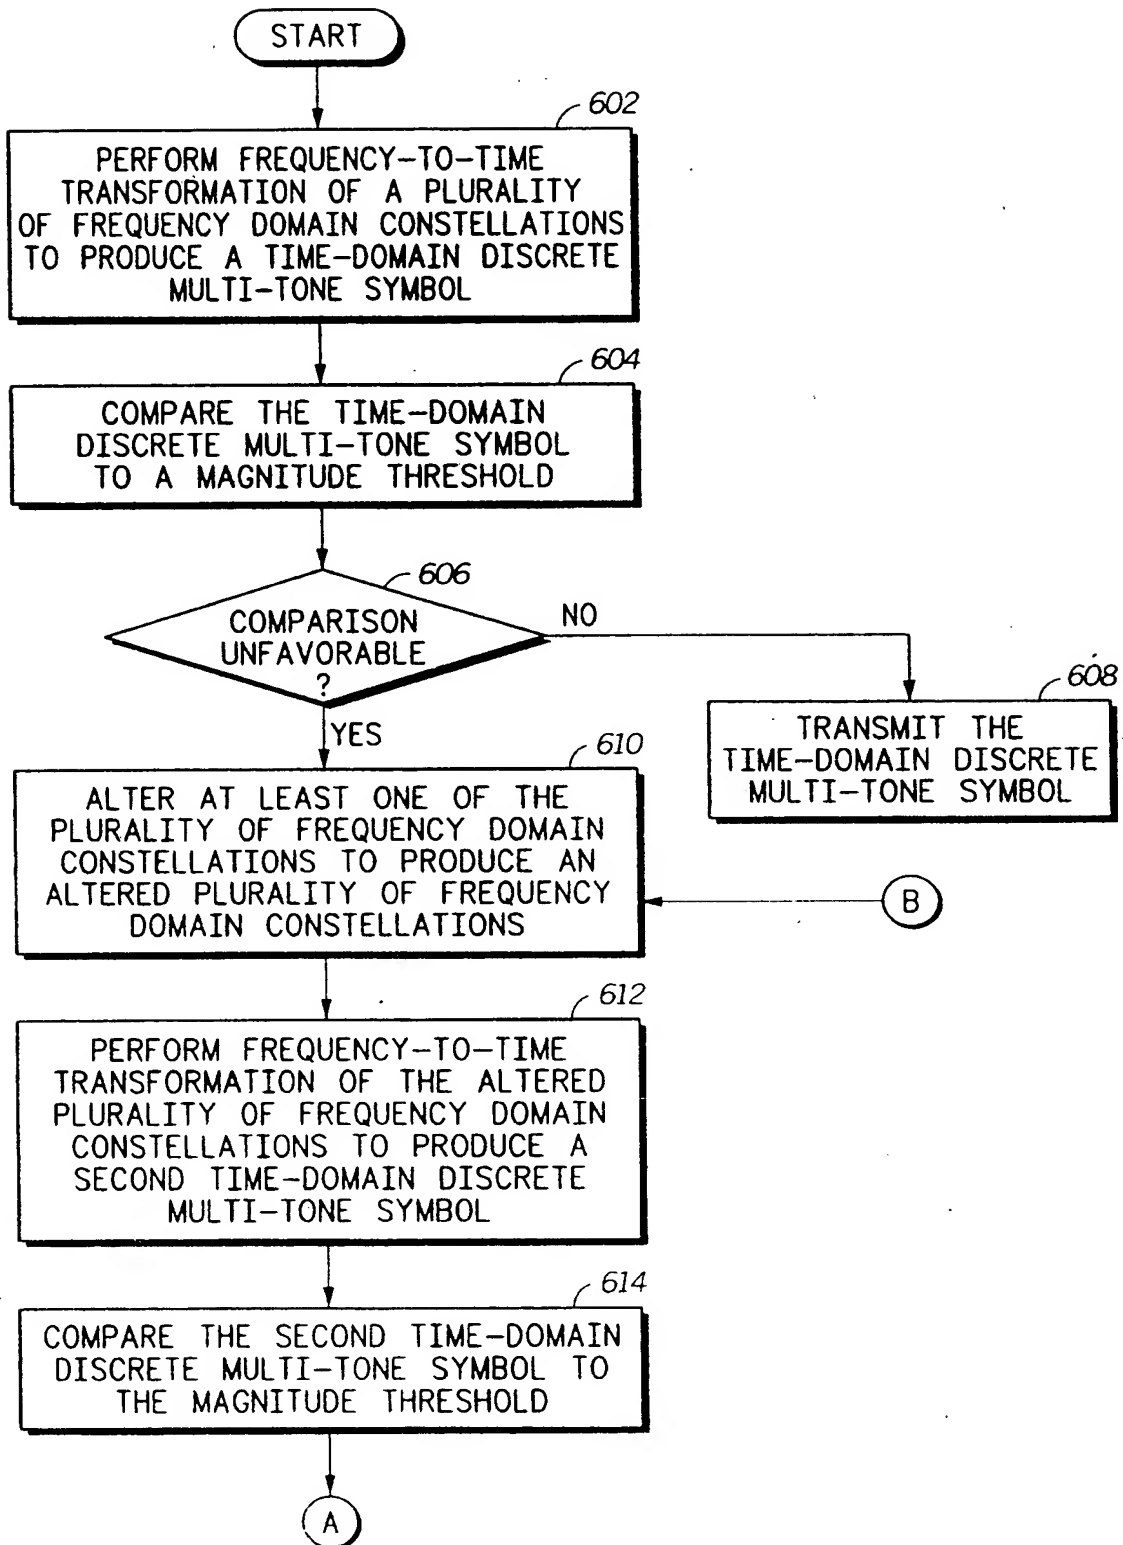 START
602
PERFORM FREQUENCY-TO-TIME
TRANSFORMATION OF A PLURALITY
OF FREQUENCY DOMAIN CONSTELLATIONS
TO PRODUCE A TIME-DOMAIN DISCRETE
MULTI-TONE SYMBOL
604
COMPARE THE TIME-DOMAIN
DISCRETE MULTI-TONE SYMBOL
TO A MAGNITUDE THRESHOLD
606
COMPARISON
UNFAVORABLE
?
NO
608
TRANSMIT THE
TIME-DOMAIN DISCRETE
MULTI-TONE SYMBOL
YES
610
ALTER AT LEAST ONE OF THE
PLURALITY OF FREQUENCY DOMAIN
CONSTELLATIONS TO PRODUCE AN
ALTERED PLURALITY OF FREQUENCY
DOMAIN CONSTELLATIONS
B
612
PERFORM FREQUENCY-TO-TIME
TRANSFORMATION OF THE ALTERED
PLURALITY OF FREQUENCY DOMAIN
CONSTELLATIONS TO PRODUCE A
SECOND TIME-DOMAIN DISCRETE
MULTI-TONE SYMBOL
614
COMPARE THE SECOND TIME-DOMAIN
DISCRETE MULTI-TONE SYMBOL TO
THE MAGNITUDE THRESHOLD
A